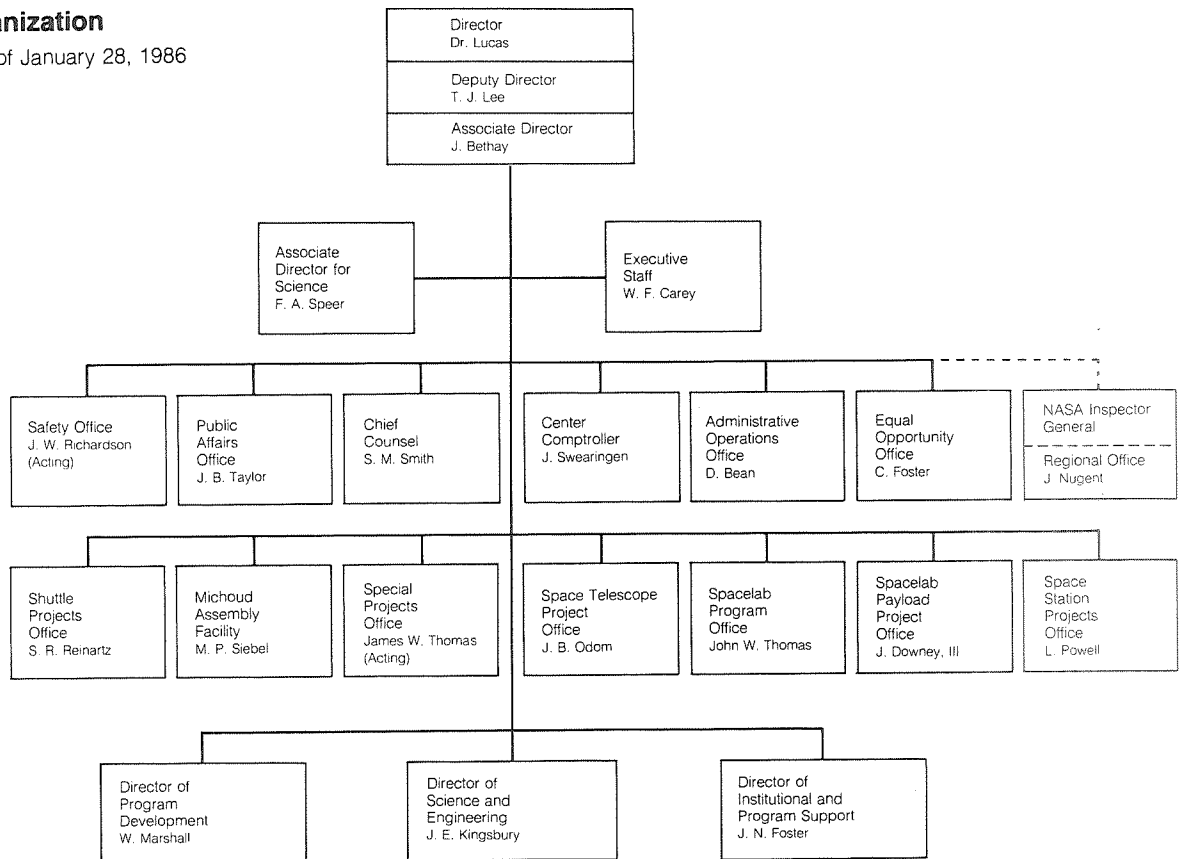 anization
of January 28, 1986
Director
Dr. Lucas
Deputy Director
T. J. Lee
Associate Director
J. Bethay
Associate
Director for
Science
F. A. Speer
Executive
Staff
W. F. Carey
Safety Office
J. W. Richardson
(Acting)
Public
Affairs
Office
J. B. Taylor
Chief
Counsel
S. M. Smith
Center
Comptroller
J. Swearingen
Administrative
Operations
Office
D. Bean
Equal
Opportunity
Office
C. Foster
NASA Inspector
General
Regional Office
J Nugent
Shuttle
Projects
Office
S. R. Reinartz
Michoud
Assembly
Facility
M. P. Siebel
Special
Projects
Office
James W. Thomas
(Acting)
Space Telescope
Project
Office
J. B. Odom
Spacelab
Program
Office
John W. Thomas
Spacelab
Payload
Project
Office
J. Downey, III
Space
Station
Projects
Office
L. Powell
Director of
Program
Development
W. Marshall
Director of
Science and
Engineering
J. E. Kingsbury
Director of
Institutional and
Program Support
J. N. Foster